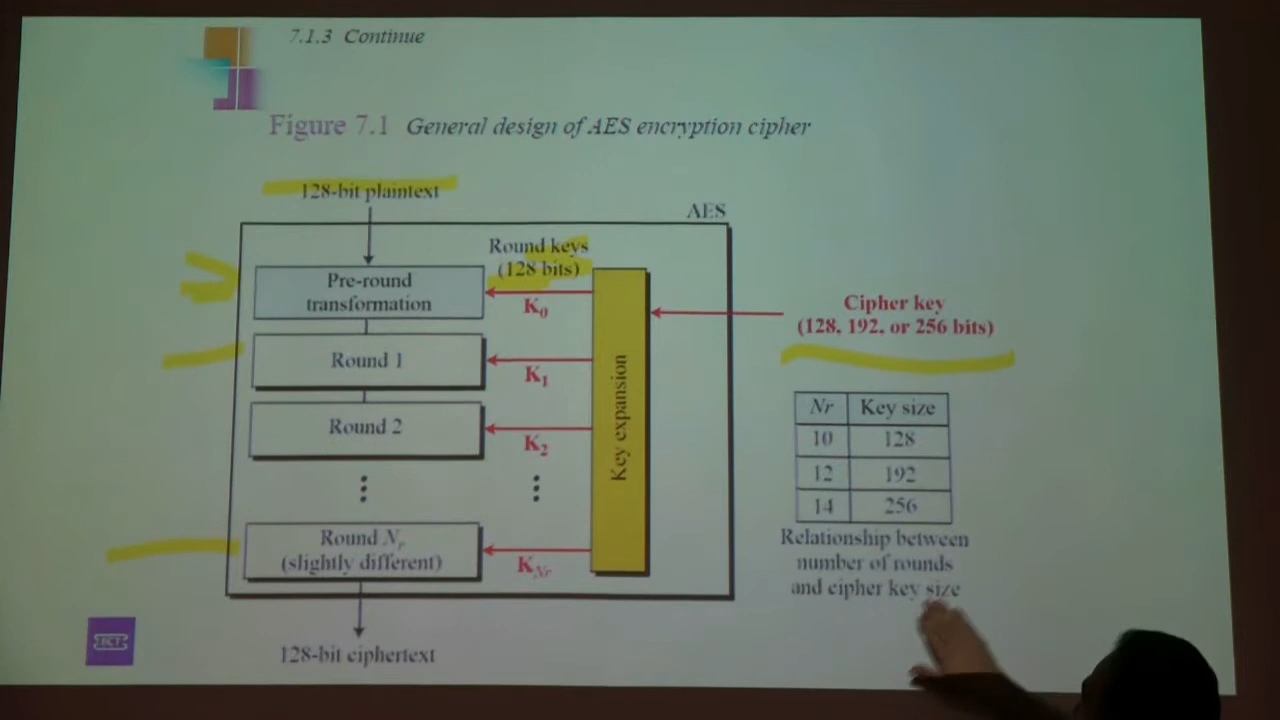 7.1.3 Continue
Figure 7.1 General design of AES encryption cipher
128-bit plaintext
AES
Round keys
(128 bits)
Pre-round
transformation
K0
Cipher key
(128, 192, or 256 bits)
Round 1
K1
Round 2
K2
Key expansion
Nr Key size
10 128
12 192
14 256
Relationship between
number of rounds
and cipher key size
Round Nr
(slightly different)
KNr
128-bit ciphertext